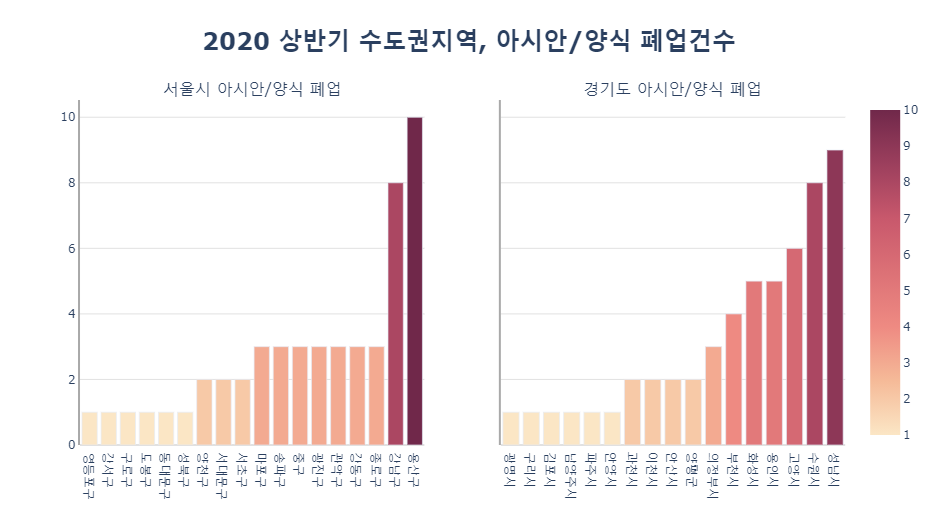 2020 상반기 수도권지역, 아시안/양식 폐업건수
서울시 아시안/양식 폐업
경기도 아시안/양식 폐업
10
8
6
4
2
0
영등포구
강서구
구로구
도봉구
동대문구
성북구
양천구
서대문구
서초구
마포구
송파구
중구
광진구
관악구
강동구
종로구
강남구
용산구
광명시
구리시
김포시
남양주시
파주시
안양시
과천시
이천시
안산시
양평군
의정부시
부천시
화성시
용인시
고양시
수원시
성남시
10
9
8
7
6
5
4
3
2
1